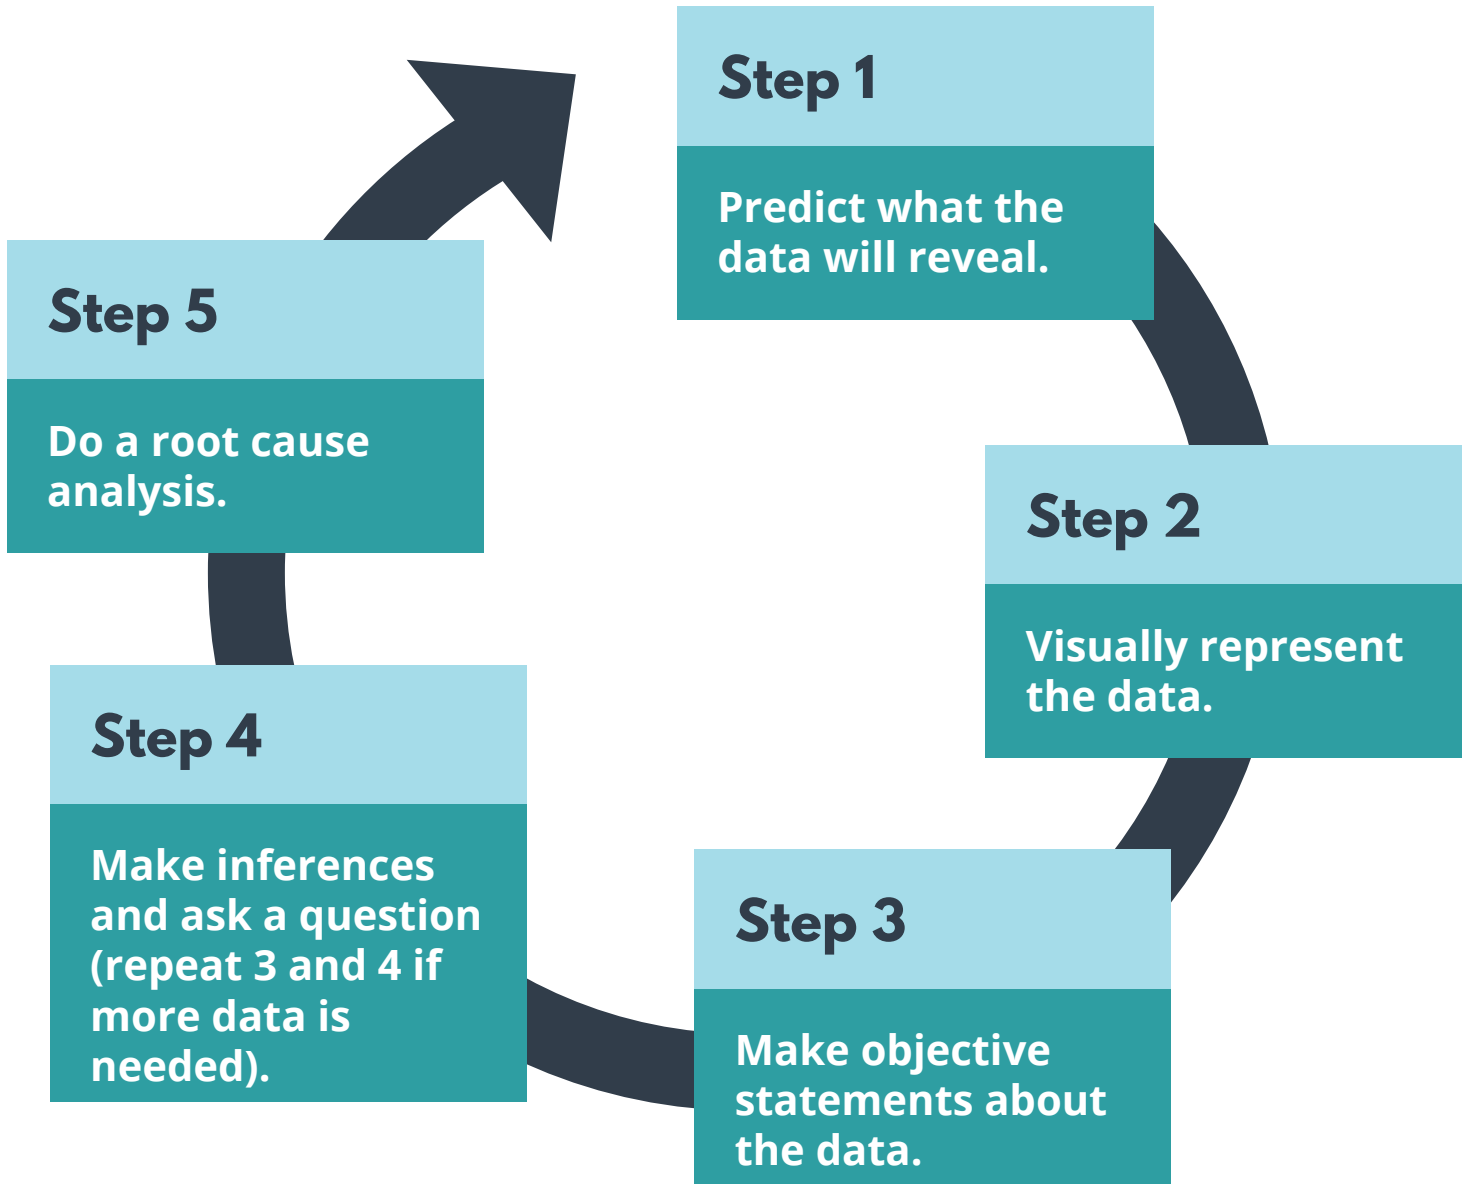 Step 1
Predict what the
data will reveal.
Step 2
Visually represent
the data.
Step 3
Make objective
statements about
the data.
Step 4
Make inferences
and ask a question
(repeat 3 and 4 if
more data is
needed).
Step 5
Do a root cause
analysis.